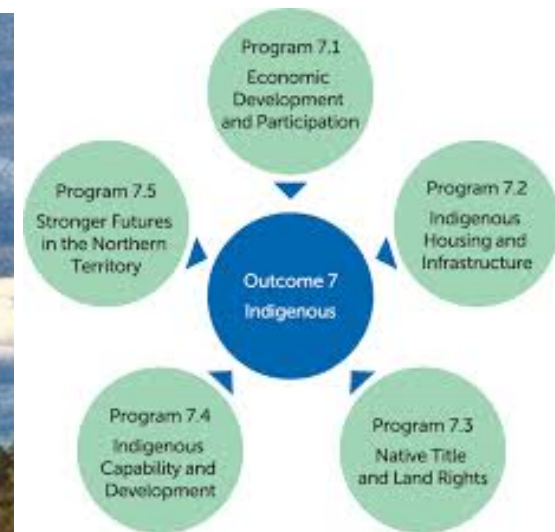 Program 7.1
Economic
Development
and Participation
Program 7.5
Stronger Futures
in the Northern
Territory
Program 7.2
Indigenous
Housing and
Infrastructure
Outcome 7
Indigenous
Program 7.4
Indigenous
Capability and
Development
Program 7.3
Native Title
and Land Rights